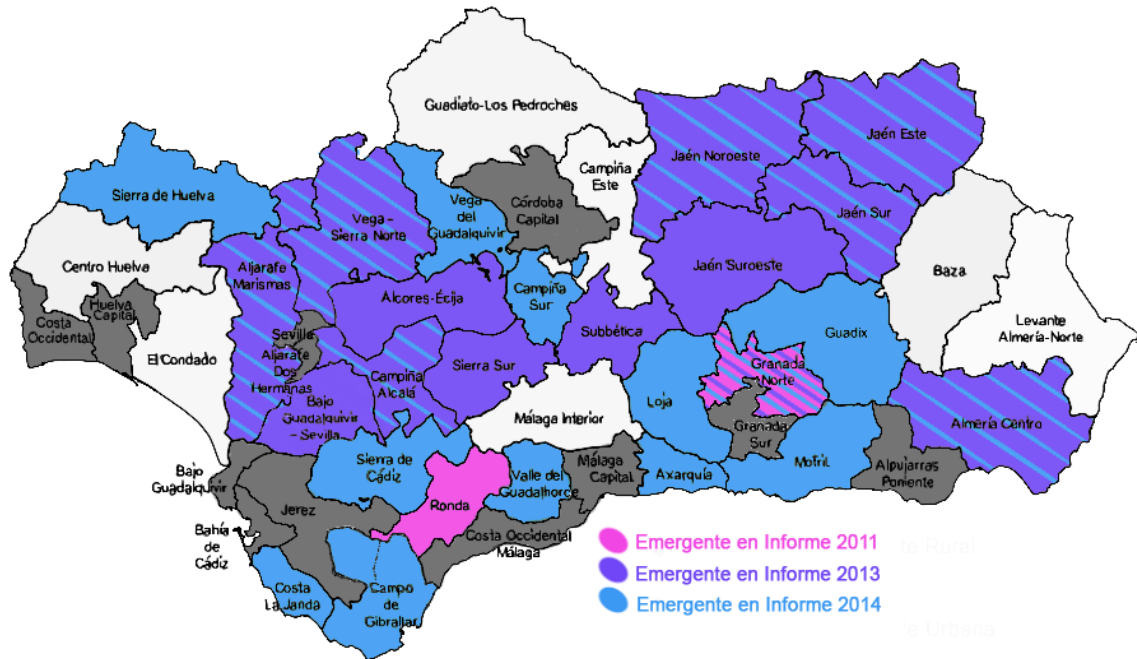 Guadiato-Los Pedroches
Jaén Este
Jaén Noroeste
Campiña
Este
Sierra de Huelva
Vega
del
Guadalquivir
Córdoba
Capital
Jaén Sur
Vega -
Sierra Norte
Centro Huelva
Aljarafe
Marismas
Jaén Suroeste
Baza
Campiña
Sur
Alcores-Écija
Huelva
Capital
Costa
Occidental
Sevilla
Subbética
Guadix
Levante
Almería-Norte
El Condado
Aljarafe
Dos
Hermanas
Campiña
Alcalá
Sierra Sur
Granada
Norte
Loja
Bajo
Guadalquivir
- Sevilla
Málaga Interior
Almería Centro
Granada
Sur
Sierra de
Cádiz
Málaga
Capital
Motril
Alpujarras
Poniente
Bajo
Guadalquivir
Valle del
Guadalhorce
Axarquía
Jerez
Ronda
Bahía
de
Cádiz
Costa Occidental
Málaga
Costa
La Janda
Campo
de
Gibraltar
Emergente en Informe 2011
Emergente en Informe 2013
Emergente en Informe 2014